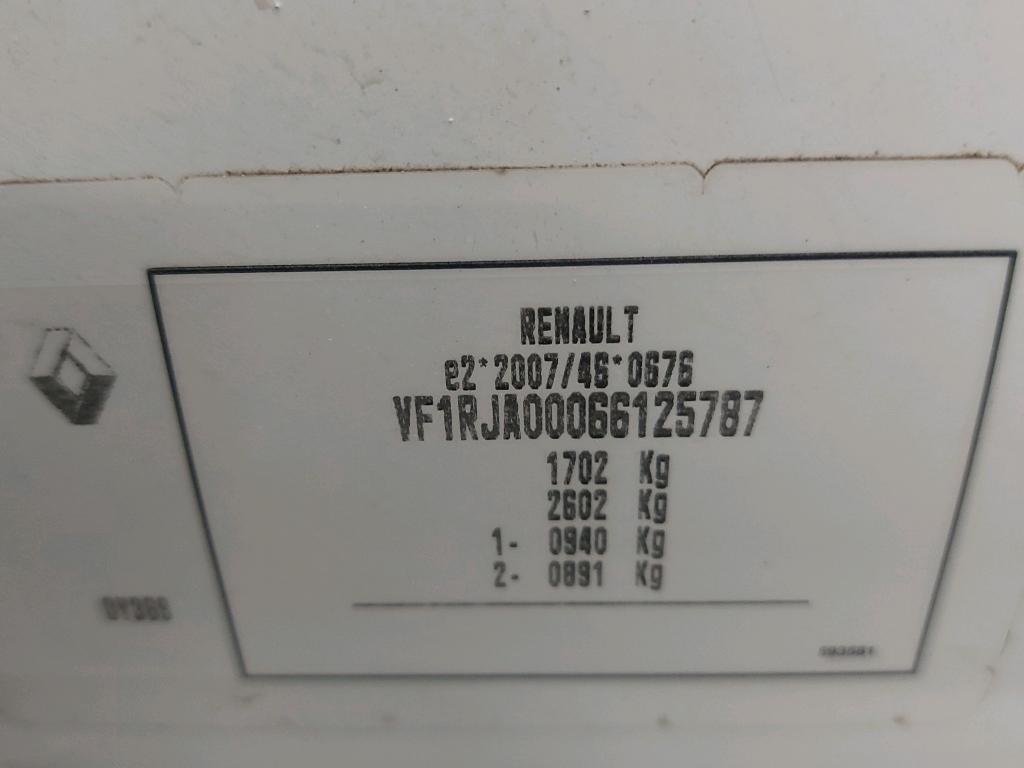 RENAULT
e2*2007/46*0676
VF1RJA00066125787
1702 Kg
2602 Kg
1- 0940 Kg
2- 0891 Kg